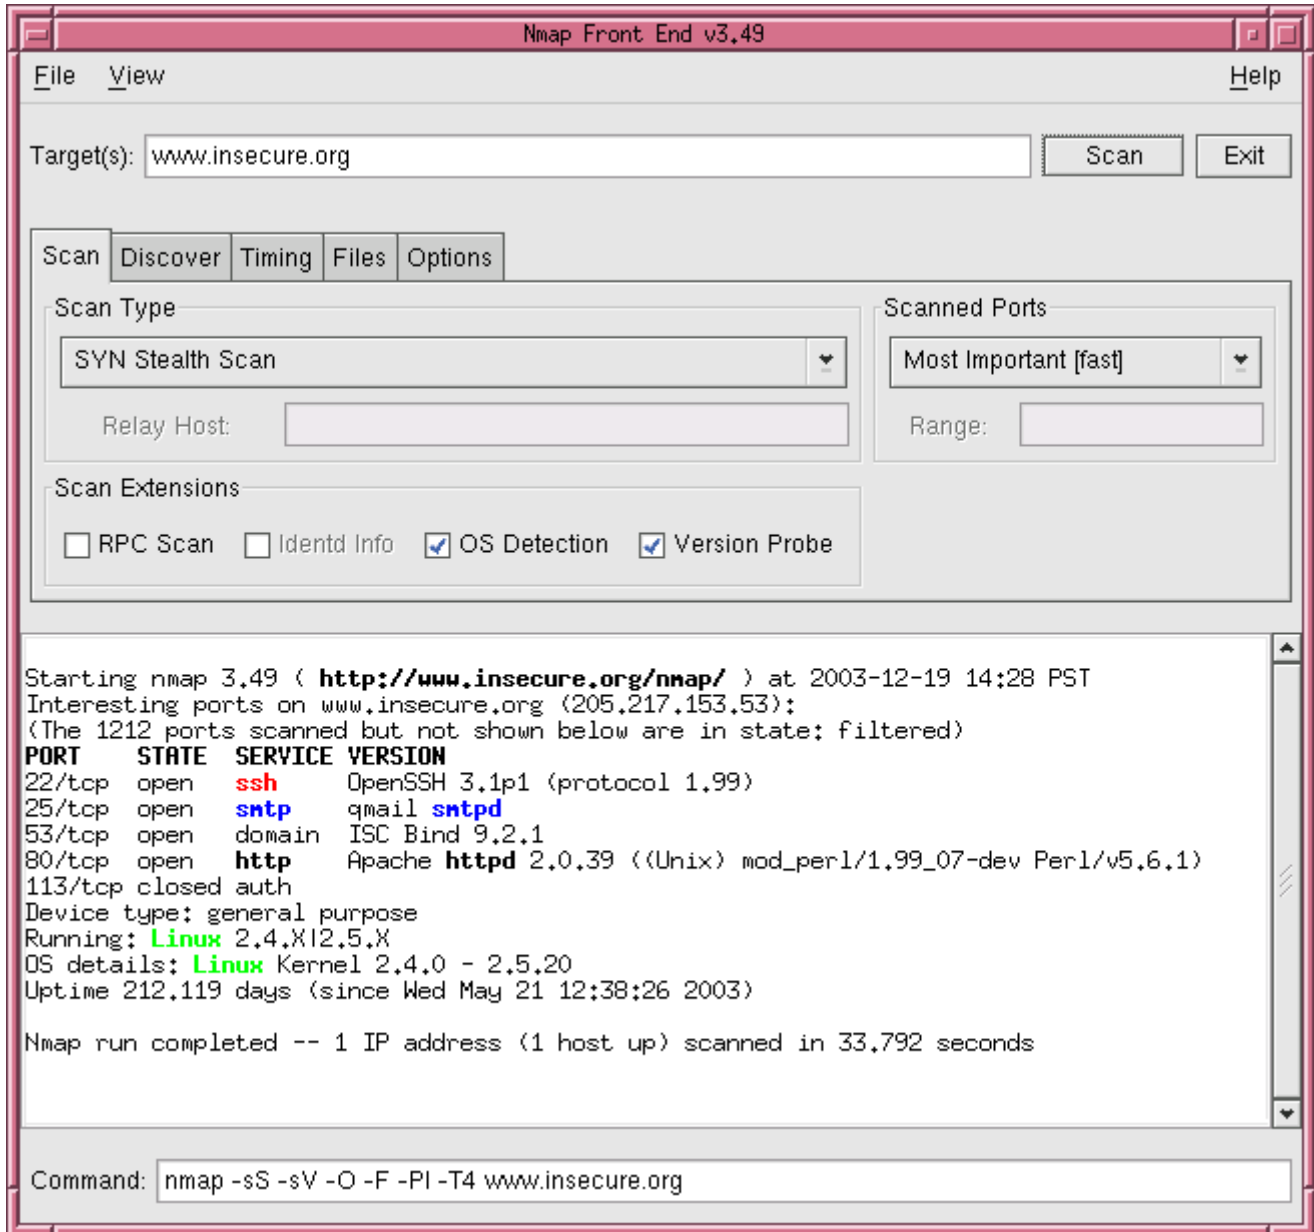 Nmap Front End v3.49
File View Help
Target(s): www.insecure.org Scan Exit
Scan Discover Timing Files Options
Scan Type Scanned Ports
SYN Stealth Scan Most Important [fast]
Relay Host: Range:
Scan Extensions
RPC Scan Identd Info OS Detection Version Probe
Starting nmap 3.49 ( http://www.insecure.org/nmap/ ) at 2003-12-19 14:28 PST
Interesting ports on www.insecure.org (205.217.153.53):
(The 1212 ports scanned but not shown below are in state: filtered)
PORT STATE SERVICE VERSION
22/tcp open ssh OpenSSH 3.1p1 (protocol 1.99)
25/tcp open smtp qmail smtpd
53/tcp open domain ISC Bind 9.2.1
80/tcp open http Apache httpd 2.0.39 ((Unix) mod_perl/1.99_07-dev Perl/v5.6.1)
113/tcp closed auth
Device type: general purpose
Running: Linux 2.4.X|2.5.X
OS details: Linux Kernel 2.4.0 - 2.5.20
Uptime 212.119 days (since Wed May 21 12:38:26 2003)
Nmap run completed -- 1 IP address (1 host up) scanned in 33.792 seconds
Command: nmap -sS -sV -O -F -PI -T4 www.insecure.org